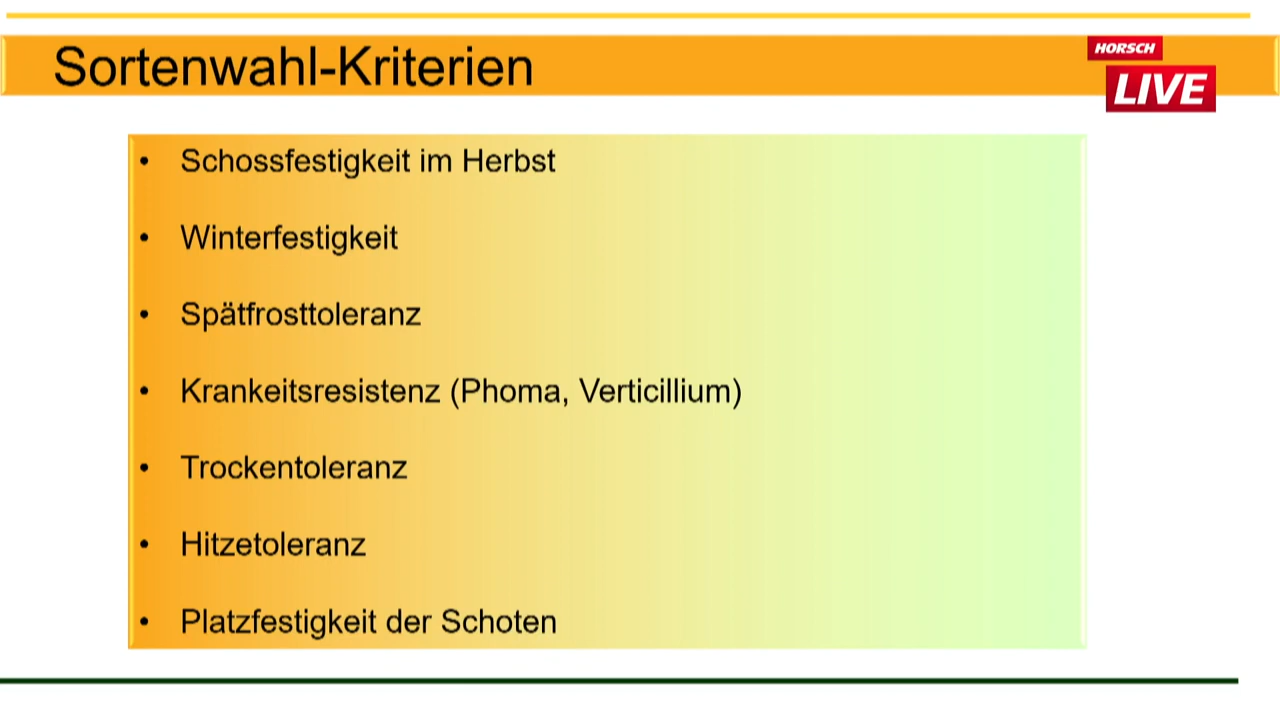 Sortenwahl-Kriterien
HORSCH
LIVE
• Schossfestigkeit im Herbst
• Winterfestigkeit
• Spätfrosttoleranz
• Krankeitsresistenz (Phoma, Verticillium)
• Trockentoleranz
• Hitzetoleranz
• Platzfestigkeit der Schoten